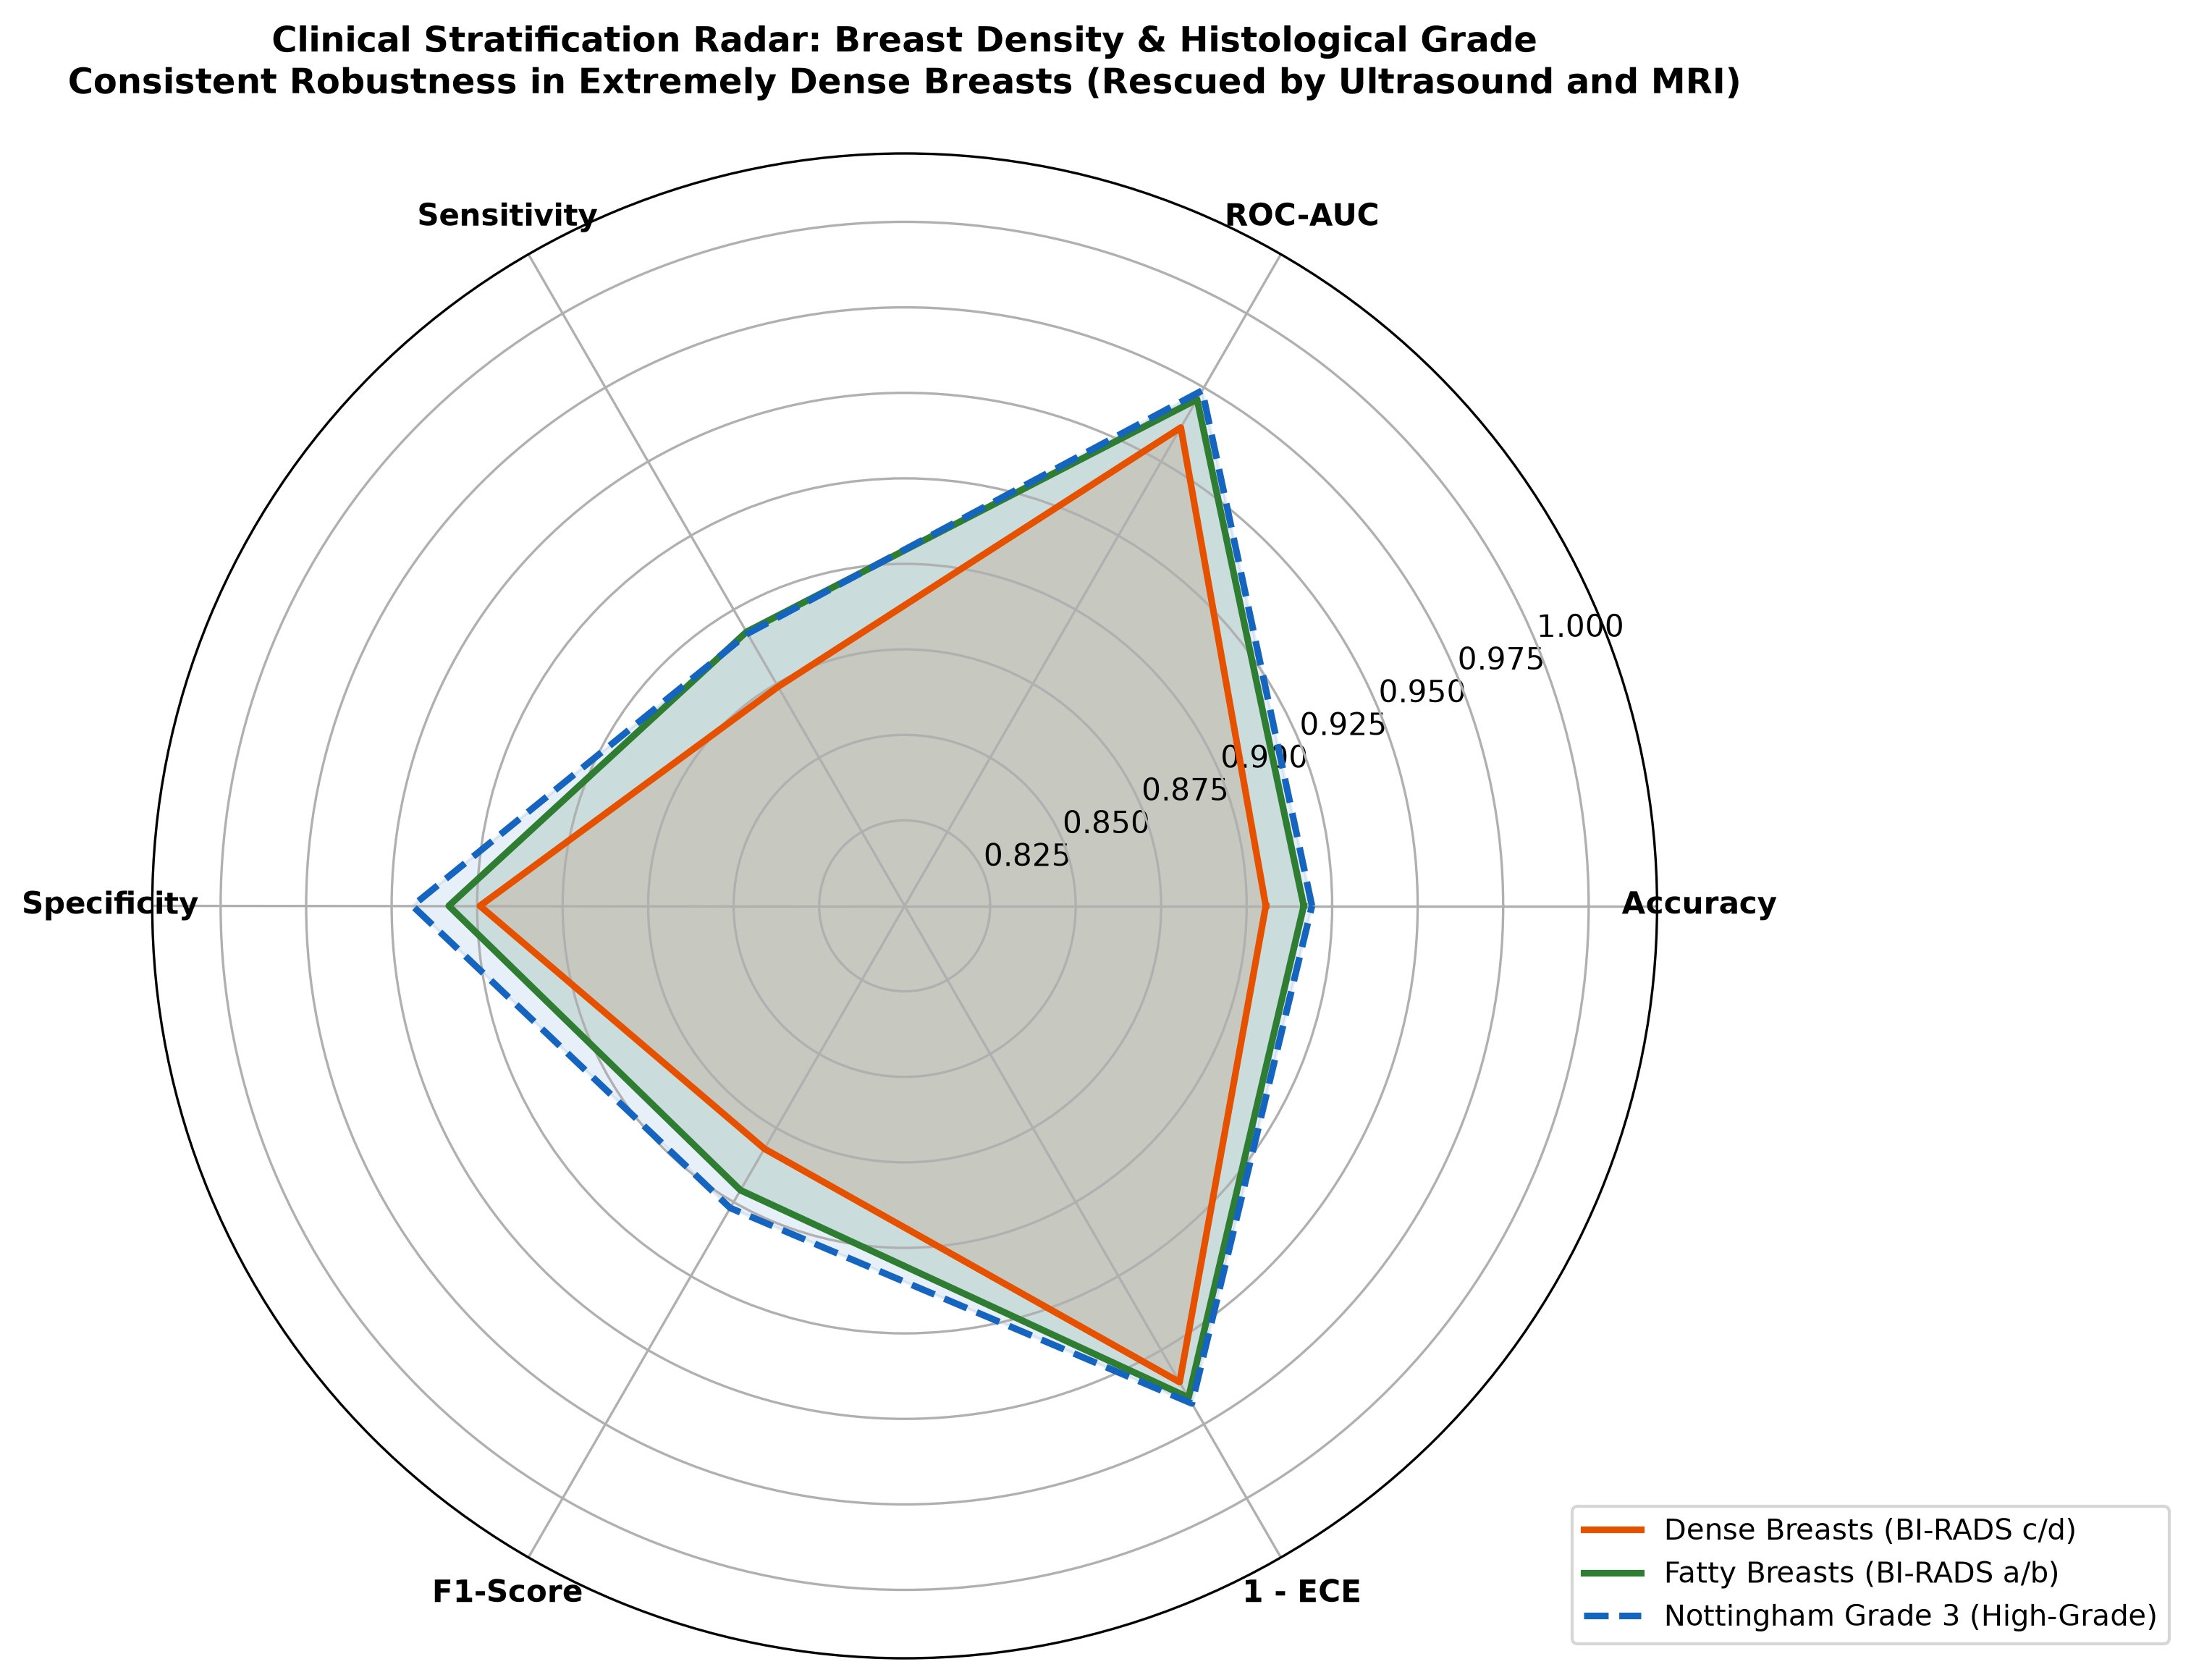 Clinical Stratification Radar: Breast Density & Histological Grade
Consistent Robustness in Extremely Dense Breasts (Rescued by Ultrasound and MRI)
Sensitivity
ROC-AUC
1.000
0.975
0.950
0.925
0.900
0.875
0.850
0.825
Specificity
Accuracy
F1-Score
1 - ECE
Dense Breasts (BI-RADS c/d)
Fatty Breasts (BI-RADS a/b)
Nottingham Grade 3 (High-Grade)